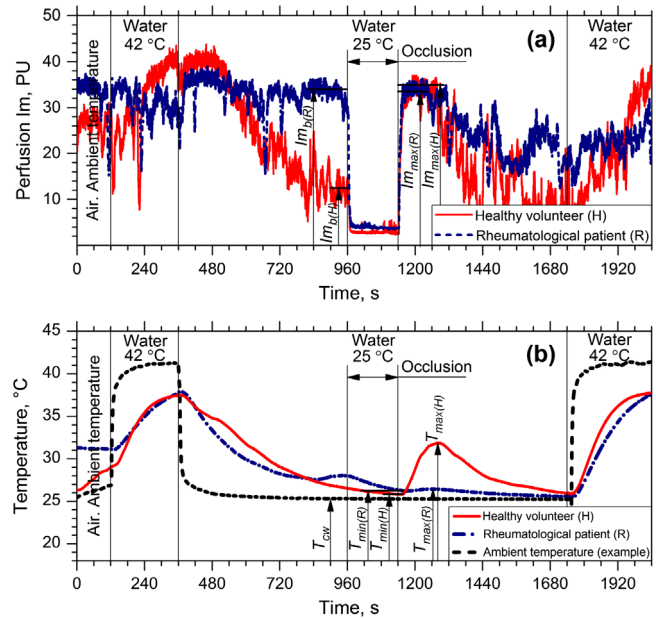 Water
42 °C
Water
25 °C
Occlusion
(a)
Water
42 °C
50
40
30
20
10
Perfusion Im, PU
Air. Ambient temperature
Im_b(R)
Im_b(H)
Im_max(R)
Im_max(H)
Healthy volunteer (H)
Rheumatological patient (R)
0 240 480 720 960 1200 1440 1680 1920
Time, s
Water
42 °C
Water
25 °C
Occlusion
(b)
Water
42 °C
45
40
35
30
25
20
Temperature, °C
Air. Ambient temperature
T_cw
T_min(R)
T_min(H)
T_max(R)
T_max(H)
Healthy volunteer (H)
Rheumatological patient (R)
Ambient temperature (example)
0 240 480 720 960 1200 1440 1680 1920
Time, s